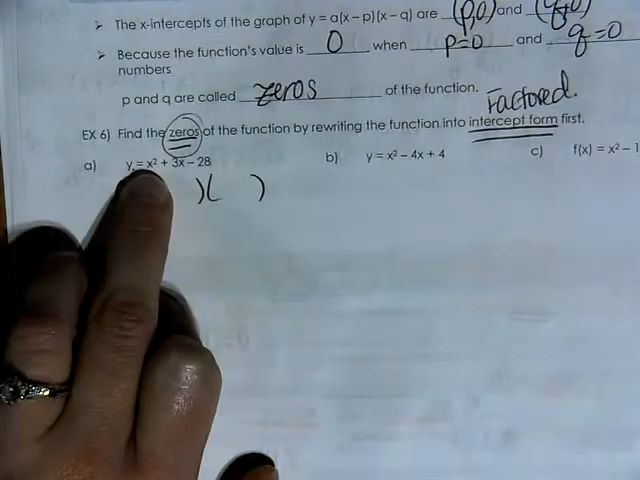 ➢ The x-intercepts of the graph of y = a(x – p)(x – q) are (p,0) and (q,0)
➢ Because the function's value is 0 when p=0 and q=0
numbers
p and q are called zeros of the function.
Factored.
EX 6) Find the zeros of the function by rewriting the function into intercept form first.
a) y = x² + 3x – 28 b) y = x² – 4x + 4 c) f(x) = x² – 1
)( )